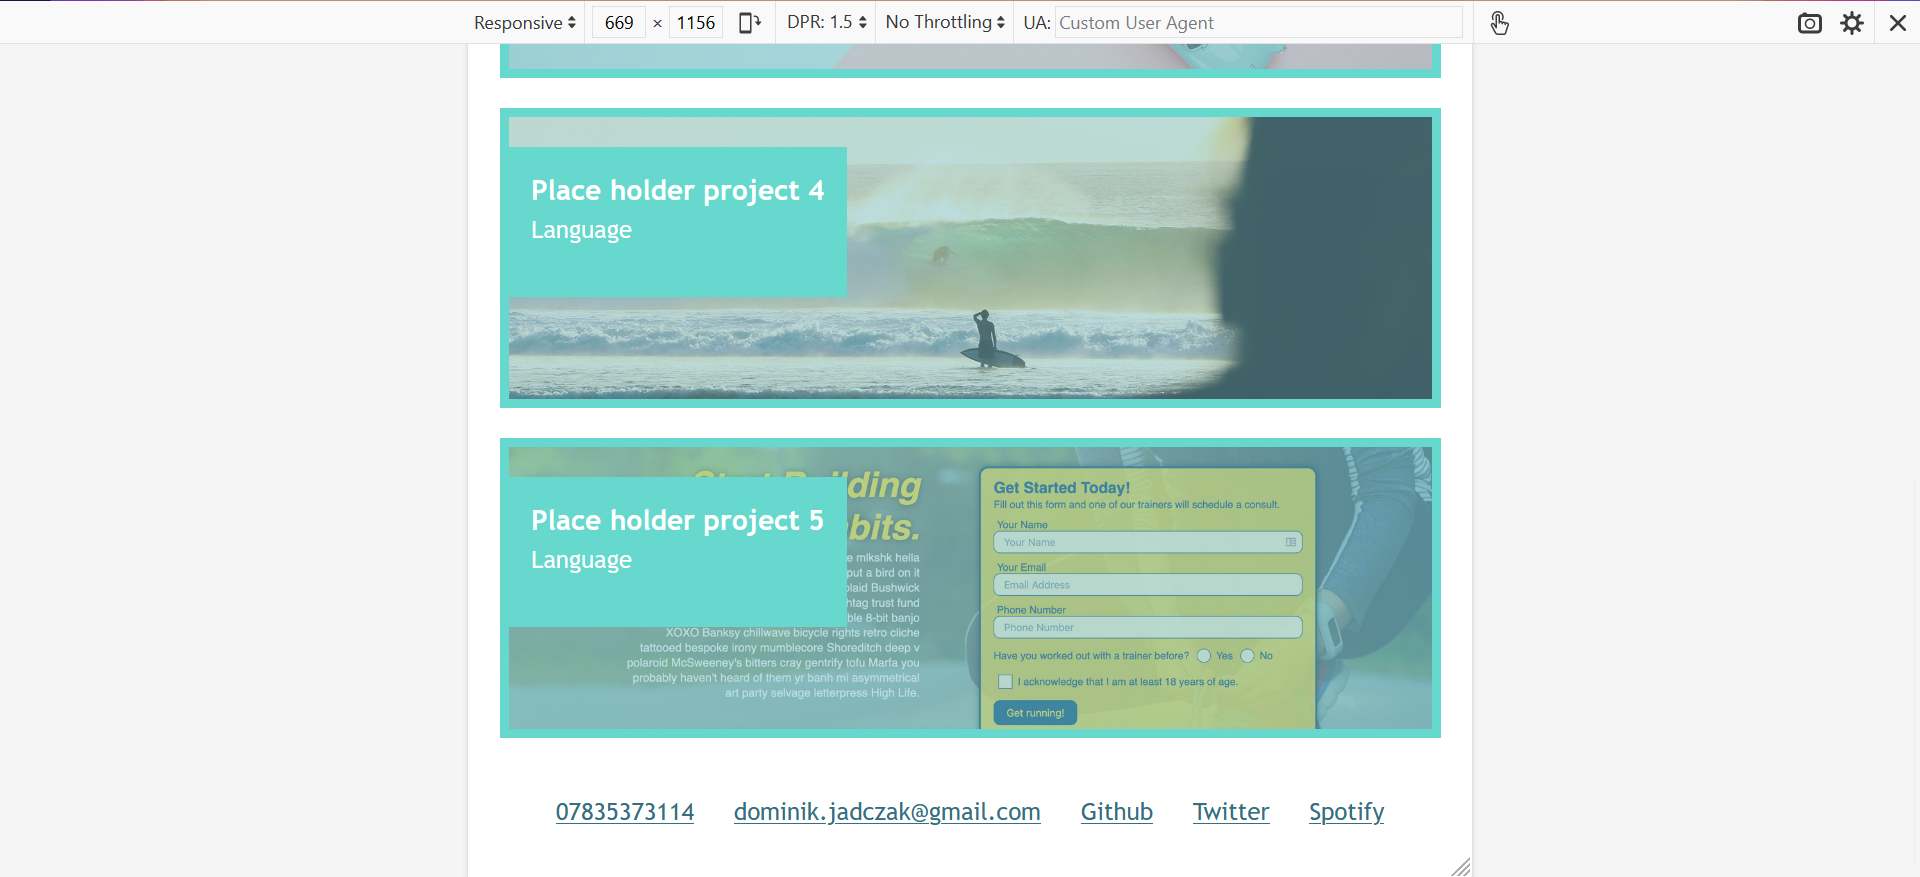 Responsive 669 × 1156 DPR: 1.5 No Throttling UA: Custom User Agent
Place holder project 4
Language
Place holder project 5
Language
ding
bits.
e mlkshk hella
put a bird on it
laid Bushwick
htag trust fund
ble 8-bit banjo
XOXO Banksy chillwave bicycle rights retro cliche
tattooed bespoke irony mumblecore Shoreditch deep v
polaroid McSweeney's bitters cray gentrify tofu Marfa you
probably haven't heard of them yr banh mi asymmetrical
art party selvage letterpress High Life.
Get Started Today!
Fill out this form and one of our trainers will schedule a consult.
Your Name
Your Name
Your Email
Email Address
Phone Number
Phone Number
Have you worked out with a trainer before? Yes No
I acknowledge that I am at least 18 years of age.
Get running!
07835373114 dominik.jadczak@gmail.com Github Twitter Spotify